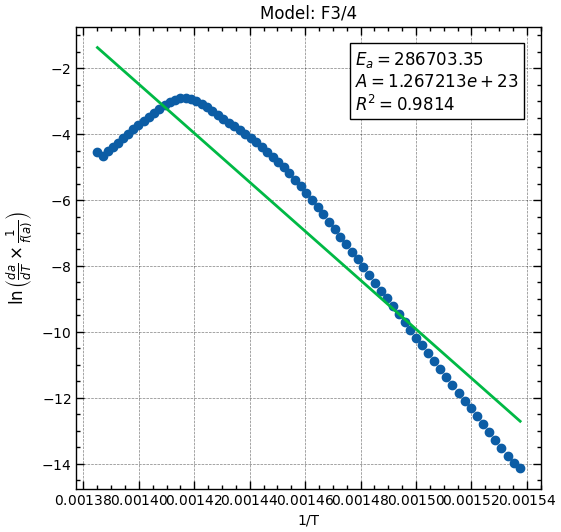 Model: F3/4
E_a = 286703.35
A = 1.267213e + 23
R^2 = 0.9814
ln(da/dT × 1/f(a))
−2
−4
−6
−8
−10
−12
−14
0.00138 0.00140 0.00142 0.00144 0.00146 0.00148 0.00150 0.00152 0.00154
1/T